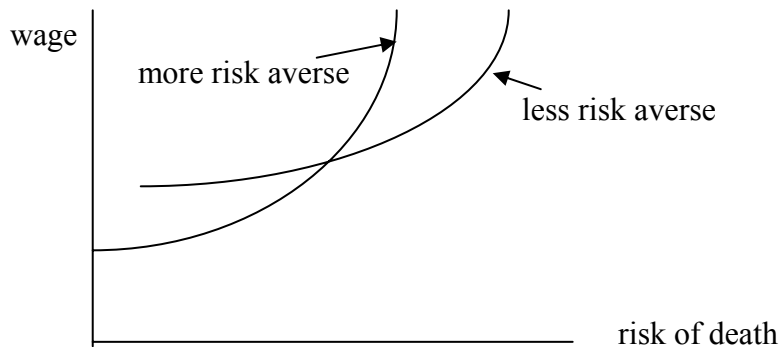 wage
more risk averse
less risk averse
risk of death